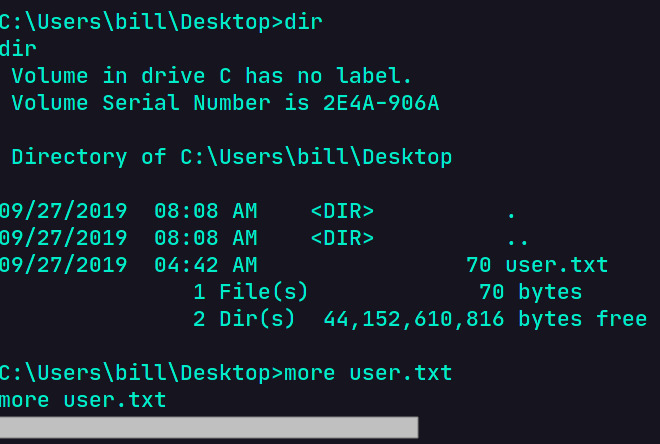 C:\Users\bill\Desktop>dir
dir
 Volume in drive C has no label.
 Volume Serial Number is 2E4A-906A

 Directory of C:\Users\bill\Desktop

09/27/2019  08:08 AM    <DIR>          .
09/27/2019  08:08 AM    <DIR>          ..
09/27/2019  04:42 AM                70 user.txt
               1 File(s)             70 bytes
               2 Dir(s)  44,152,610,816 bytes free

C:\Users\bill\Desktop>more user.txt
more user.txt